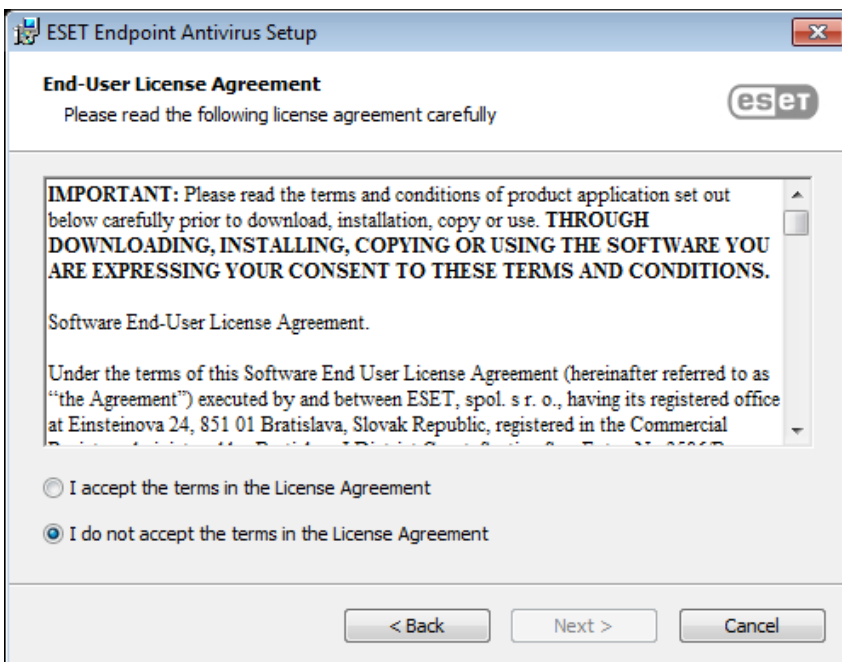 ESET Endpoint Antivirus Setup
End-User License Agreement
Please read the following license agreement carefully
eset
IMPORTANT: Please read the terms and conditions of product application set out
below carefully prior to download, installation, copy or use. THROUGH
DOWNLOADING, INSTALLING, COPYING OR USING THE SOFTWARE YOU
ARE EXPRESSING YOUR CONSENT TO THESE TERMS AND CONDITIONS.
Software End-User License Agreement.
Under the terms of this Software End User License Agreement (hereinafter referred to as
“the Agreement”) executed by and between ESET, spol. s r. o., having its registered office
at Einsteinova 24, 851 01 Bratislava, Slovak Republic, registered in the Commercial
I accept the terms in the License Agreement
I do not accept the terms in the License Agreement
< Back
Next >
Cancel